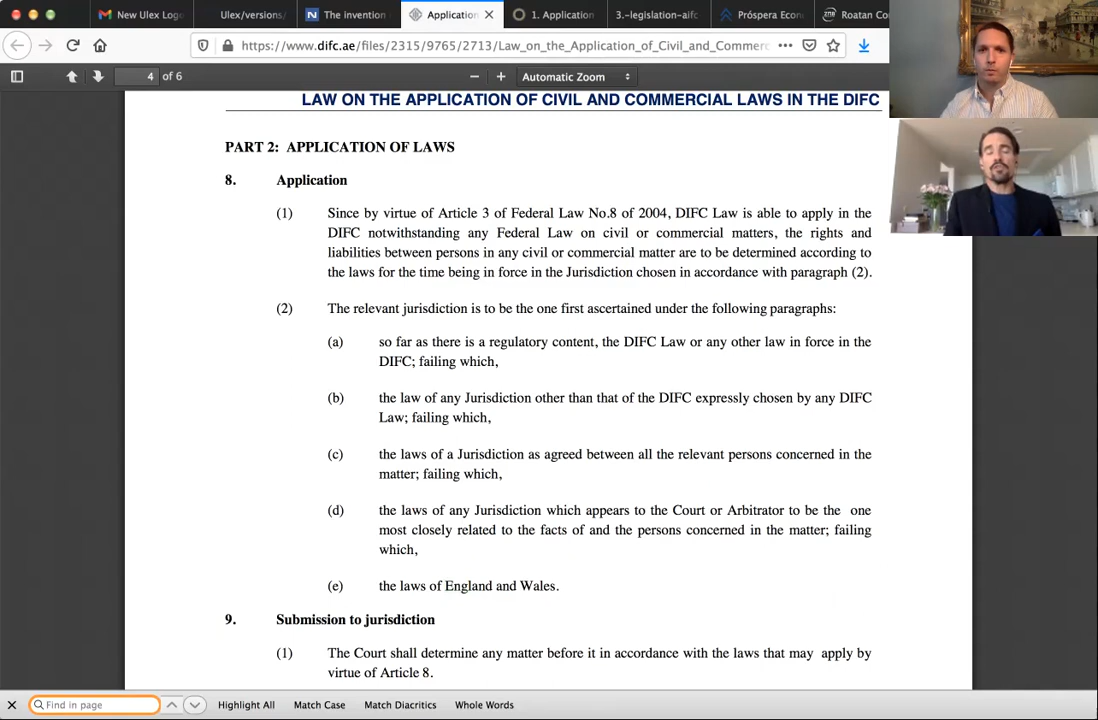 New Ulex Logo
Ulex/versions/
The invention
Application
1. Application
3.-legislation-aifc
Próspera Econ
Roatan Co
https://www.difc.ae/files/2315/9765/2713/Law_on_the_Application_of_Civil_and_Commerc
4 of 6
Automatic Zoom
LAW ON THE APPLICATION OF CIVIL AND COMMERCIAL LAWS IN THE DIFC
PART 2: APPLICATION OF LAWS
8. Application
(1) Since by virtue of Article 3 of Federal Law No.8 of 2004, DIFC Law is able to apply in the
DIFC notwithstanding any Federal Law on civil or commercial matters, the rights and
liabilities between persons in any civil or commercial matter are to be determined according to
the laws for the time being in force in the Jurisdiction chosen in accordance with paragraph (2).
(2) The relevant jurisdiction is to be the one first ascertained under the following paragraphs:
(a) so far as there is a regulatory content, the DIFC Law or any other law in force in the
DIFC; failing which,
(b) the law of any Jurisdiction other than that of the DIFC expressly chosen by any DIFC
Law; failing which,
(c) the laws of a Jurisdiction as agreed between all the relevant persons concerned in the
matter; failing which,
(d) the laws of any Jurisdiction which appears to the Court or Arbitrator to be the one
most closely related to the facts of and the persons concerned in the matter; failing
which,
(e) the laws of England and Wales.
9. Submission to jurisdiction
(1) The Court shall determine any matter before it in accordance with the laws that may apply by
virtue of Article 8.
Find in page
Highlight All
Match Case
Match Diacritics
Whole Words